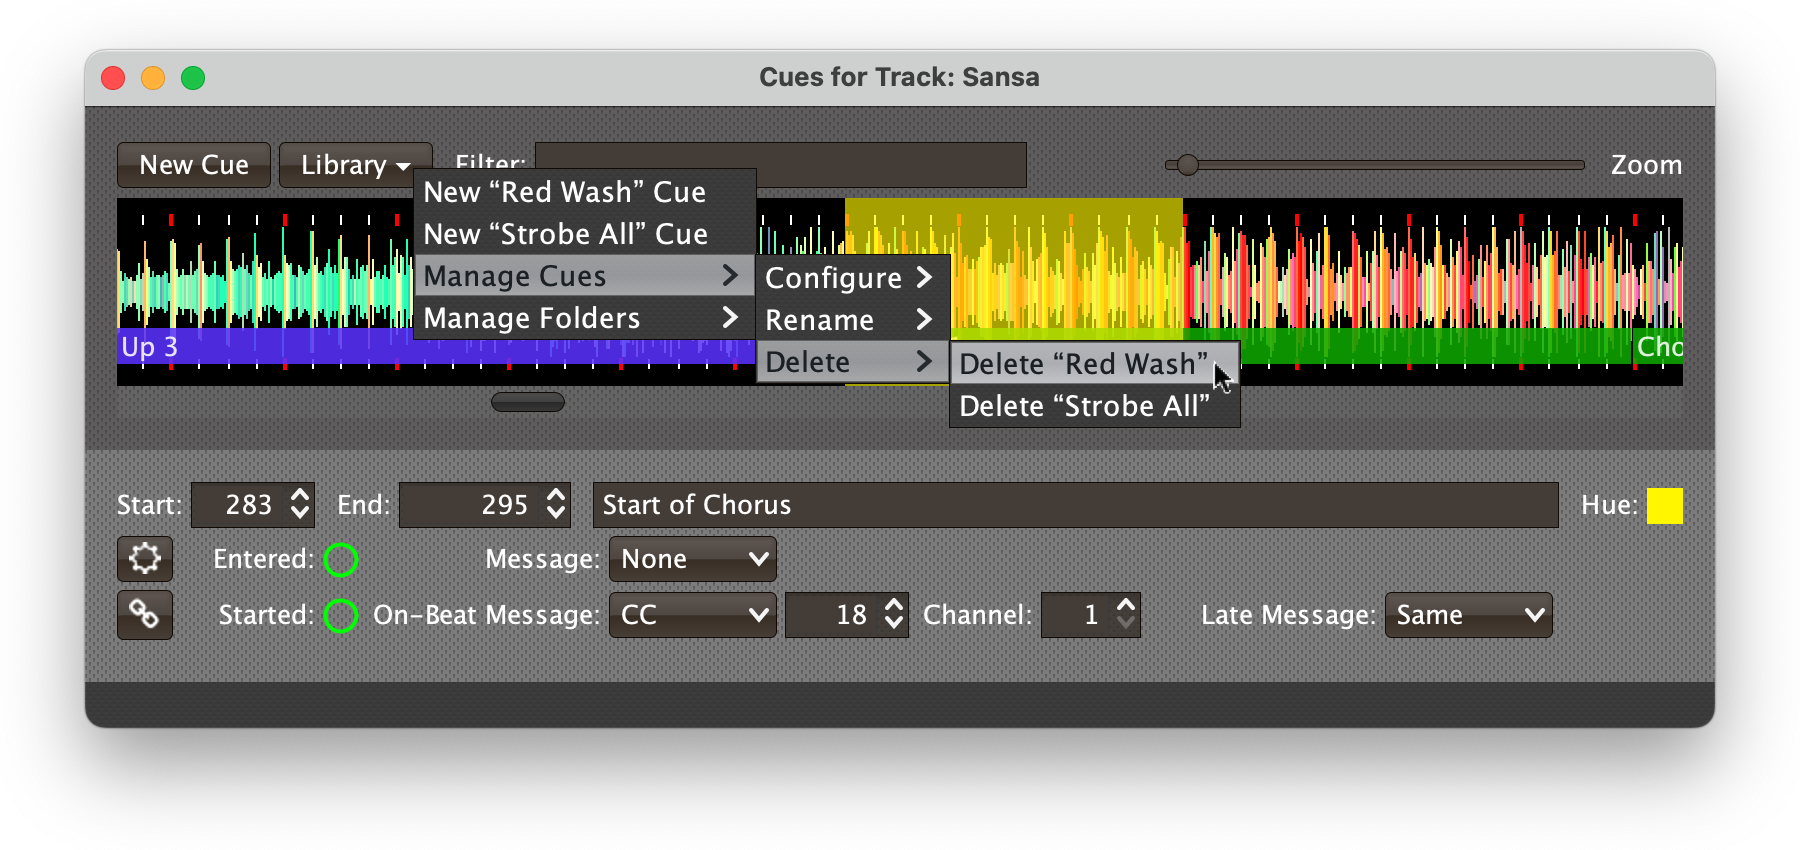 Cues for Track: Sansa
New Cue
Library
Filter:
Zoom
New “Red Wash” Cue
New “Strobe All” Cue
Manage Cues
Manage Folders
Configure
Rename
Delete
Delete “Red Wash”
Delete “Strobe All”
Up 3
Cho
Start: 283 End: 295 Start of Chorus Hue:
Entered: Message: None
Started: On-Beat Message: CC 18 Channel: 1 Late Message: Same